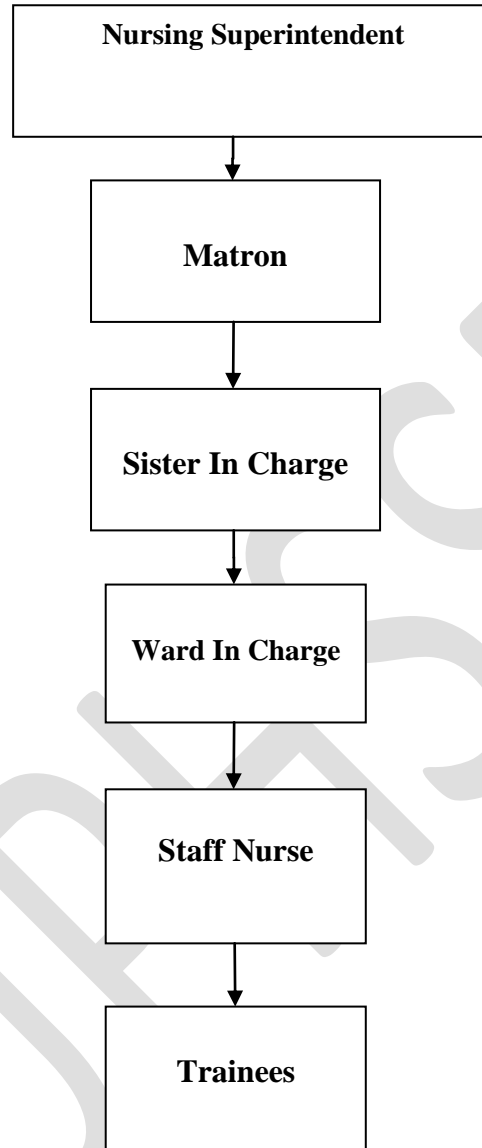 Nursing Superintendent
Matron
Sister In Charge
Ward In Charge
Staff Nurse
Trainees